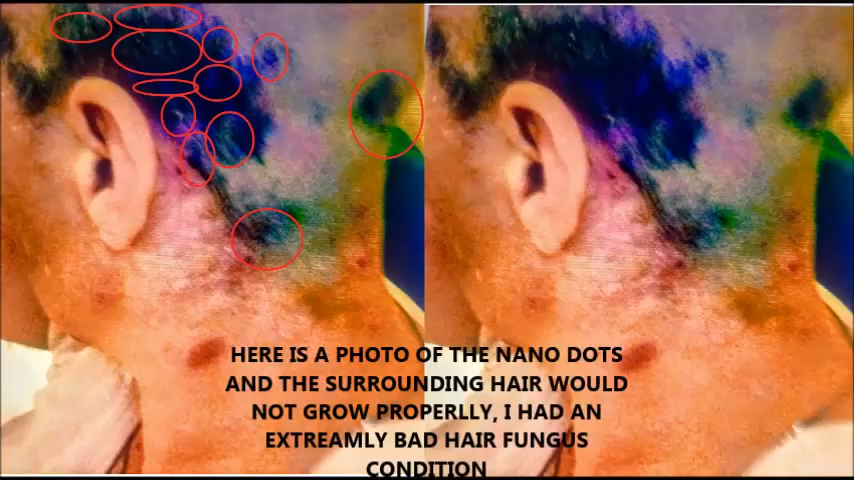 HERE IS A PHOTO OF THE NANO DOTS
AND THE SURROUNDING HAIR WOULD
NOT GROW PROPERLLY, I HAD AN
EXTREAMLY BAD HAIR FUNGUS
CONDITION